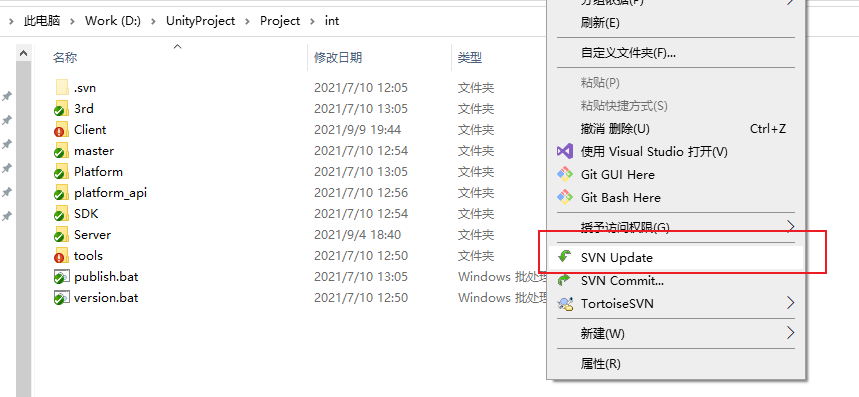 此电脑 > Work (D:) > UnityProject > Project > int
名称 修改日期 类型
.svn 2021/7/10 12:05 文件夹
3rd 2021/7/10 13:05 文件夹
Client 2021/9/9 19:44 文件夹
master 2021/7/10 12:54 文件夹
Platform 2021/7/10 13:05 文件夹
platform_api 2021/7/10 12:56 文件夹
SDK 2021/7/10 12:54 文件夹
Server 2021/9/4 18:40 文件夹
tools 2021/7/10 12:05 文件夹
publish.bat 2021/7/10 13:05 Windows 批处理
version.bat 2021/7/10 12:50 Windows 批处理
分组依据(P)
刷新(E)
自定义文件夹(F)...
粘贴(P)
粘贴快捷方式(S)
撤消 删除(U) Ctrl+Z
使用 Visual Studio 打开(V)
Git GUI Here
Git Bash Here
授予访问权限(G)
SVN Update
SVN Commit...
TortoiseSVN
新建(W)
属性(R)